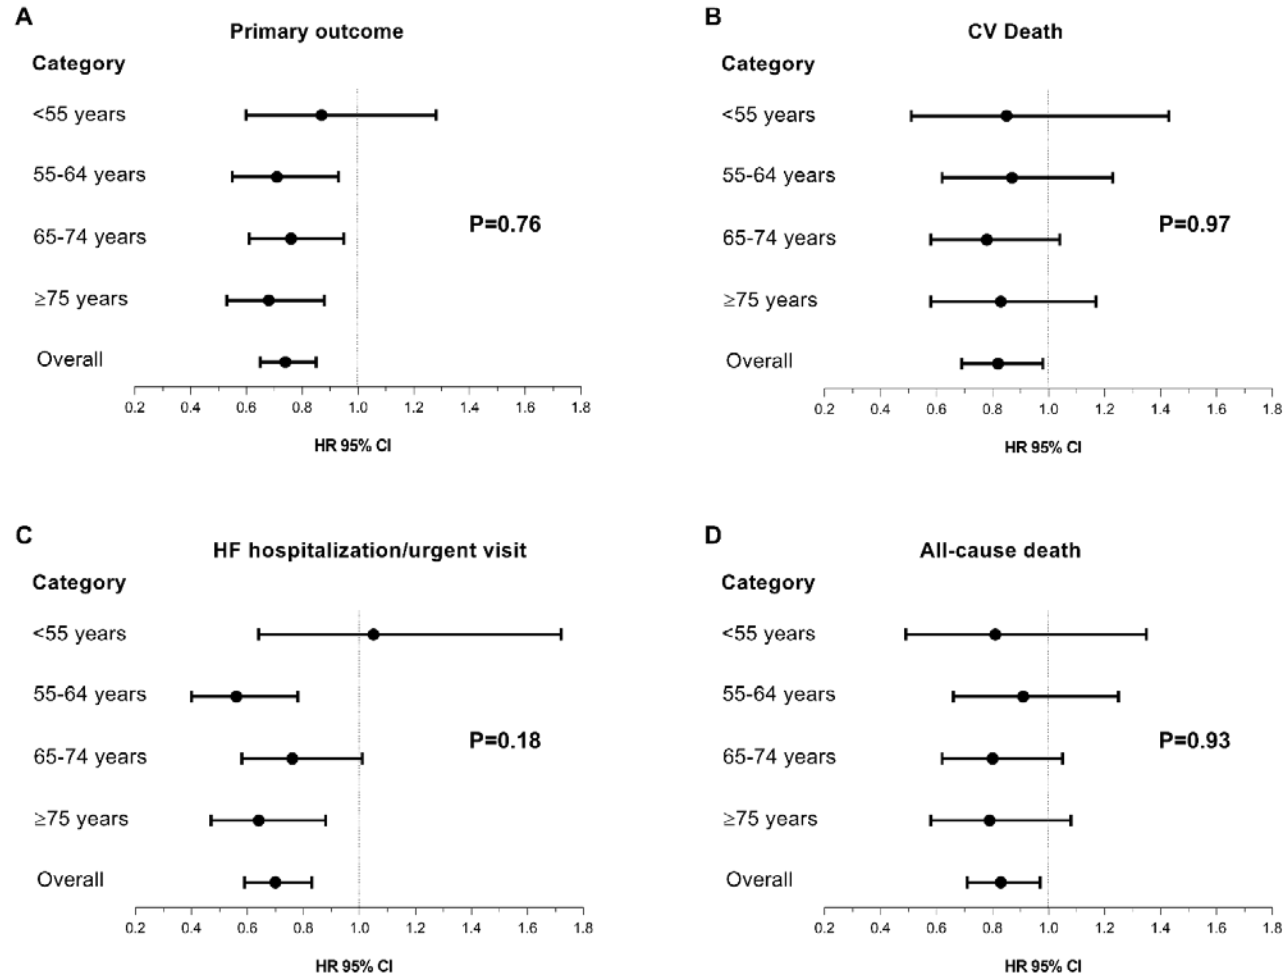 A
Primary outcome
Category
<55 years
55-64 years
65-74 years
P=0.76
≥75 years
Overall
0.2 0.4 0.6 0.8 1.0 1.2 1.4 1.6 1.8
HR 95% CI
B
CV Death
Category
<55 years
55-64 years
65-74 years
P=0.97
≥75 years
Overall
0.2 0.4 0.6 0.8 1.0 1.2 1.4 1.6 1.8
HR 95% CI
C
HF hospitalization/urgent visit
Category
<55 years
55-64 years
65-74 years
P=0.18
≥75 years
Overall
0.2 0.4 0.6 0.8 1.0 1.2 1.4 1.6 1.8
HR 95% CI
D
All-cause death
Category
<55 years
55-64 years
65-74 years
P=0.93
≥75 years
Overall
0.2 0.4 0.6 0.8 1.0 1.2 1.4 1.6 1.8
HR 95% CI